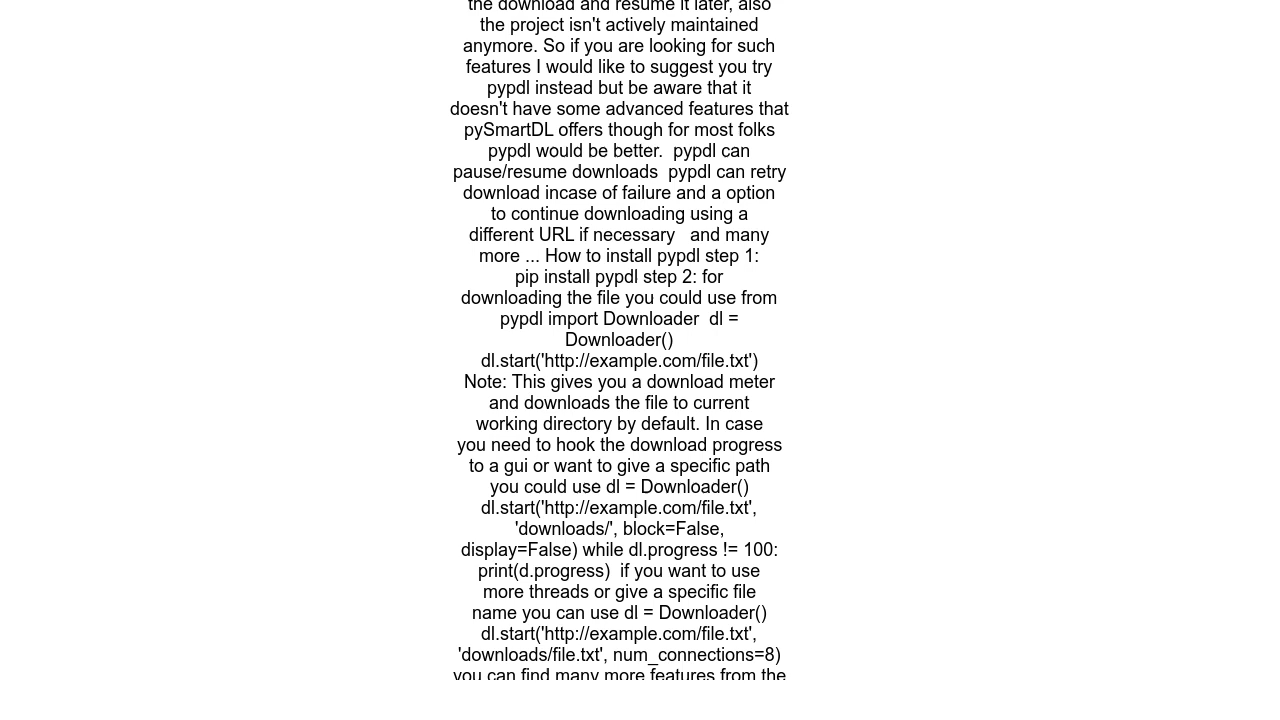 the download and resume it later, also
the project isn't actively maintained
anymore. So if you are looking for such
features I would like to suggest you try
pypdl instead but be aware that it
doesn't have some advanced features that
pySmartDL offers though for most folks
pypdl would be better.  pypdl can
pause/resume downloads  pypdl can retry
download incase of failure and a option
to continue downloading using a
different URL if necessary   and many
more ... How to install pypdl step 1:
pip install pypdl step 2: for
downloading the file you could use from
pypdl import Downloader  dl =
Downloader()
dl.start('http://example.com/file.txt')
Note: This gives you a download meter
and downloads the file to current
working directory by default. In case
you need to hook the download progress
to a gui or want to give a specific path
you could use dl = Downloader()
dl.start('http://example.com/file.txt',
'downloads/', block=False,
display=False) while dl.progress != 100:
print(d.progress)  if you want to use
more threads or give a specific file
name you can use dl = Downloader()
dl.start('http://example.com/file.txt',
'downloads/file.txt', num_connections=8)
you can find many more features from the